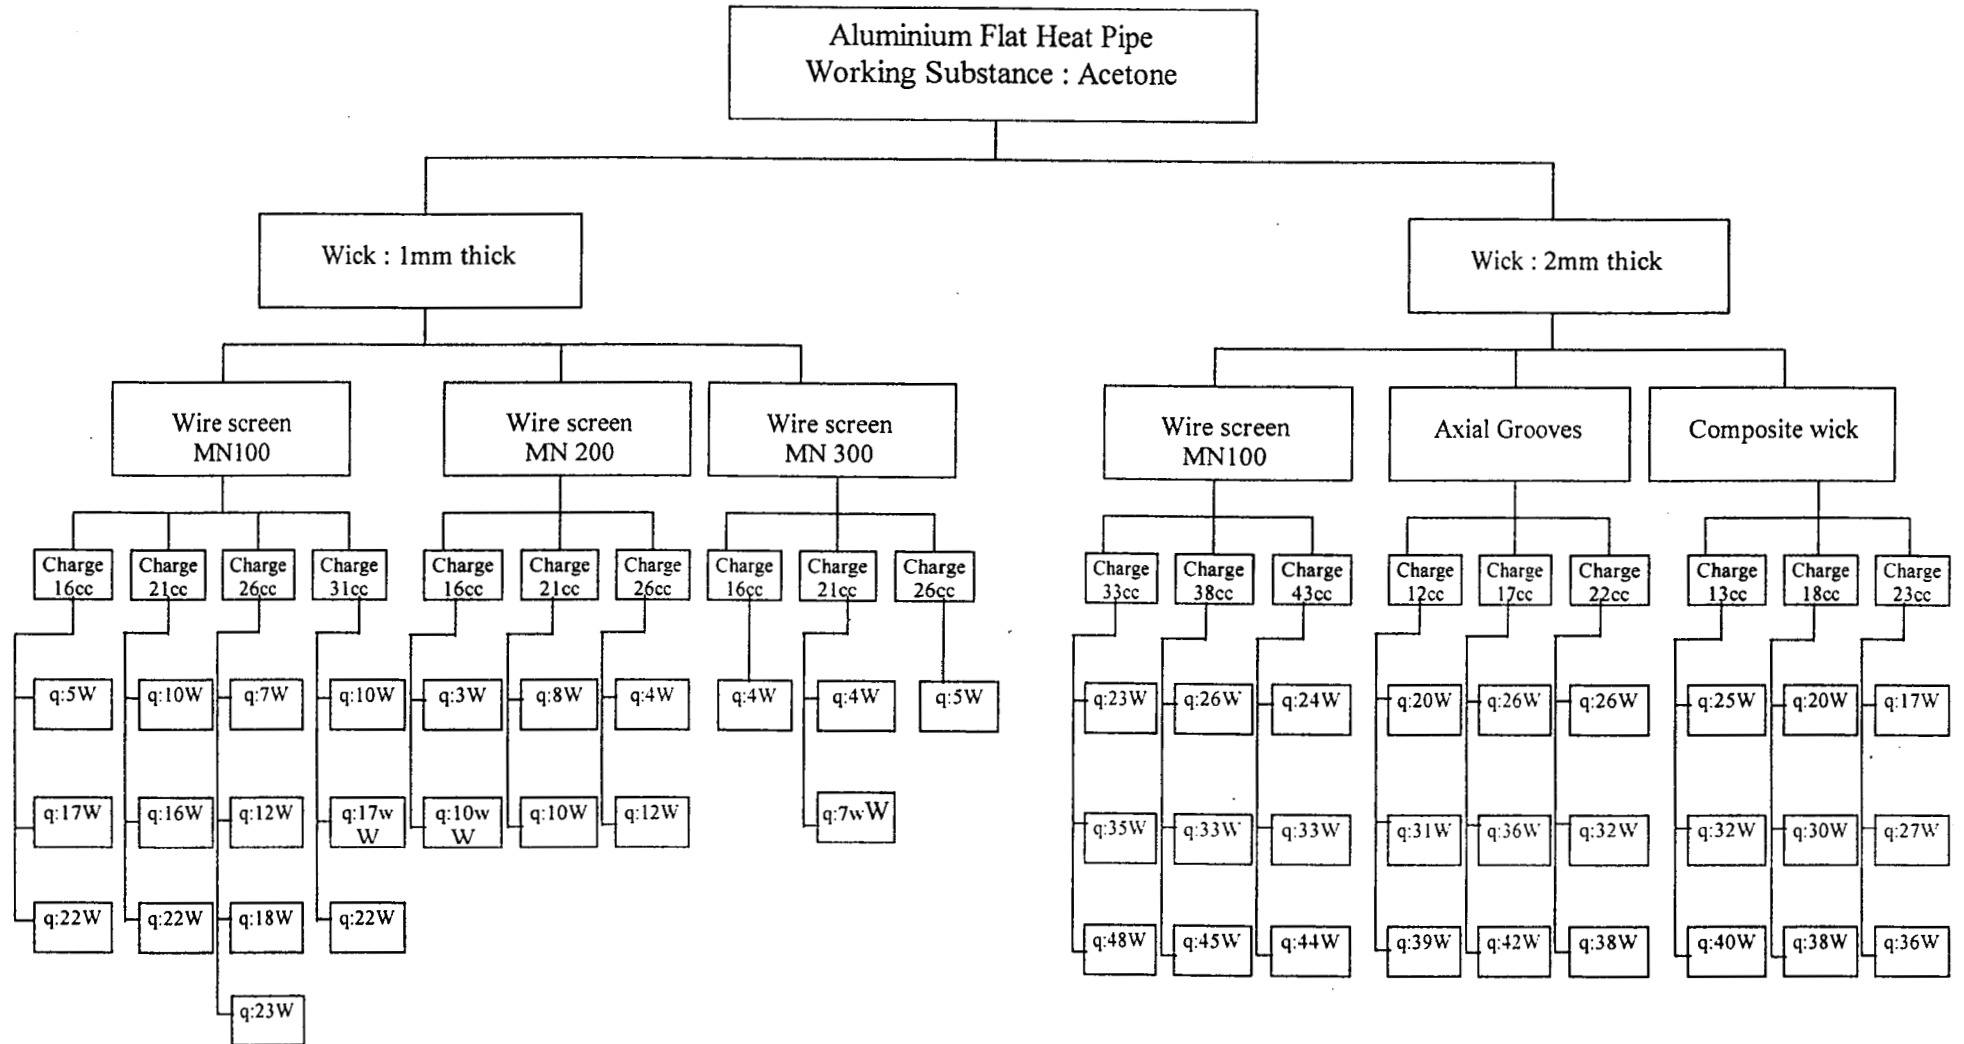 Aluminium Flat Heat Pipe
Working Substance : Acetone
Wick : 1mm thick
Wick : 2mm thick
Wire screen
MN100
Wire screen
MN 200
Wire screen
MN 300
Wire screen
MN100
Axial Grooves
Composite wick
Charge
16cc
Charge
21cc
Charge
26cc
Charge
31cc
Charge
16cc
Charge
21cc
Charge
26cc
Charge
16cc
Charge
21cc
Charge
26cc
Charge
33cc
Charge
38cc
Charge
43cc
Charge
12cc
Charge
17cc
Charge
22cc
Charge
13cc
Charge
18cc
Charge
23cc
q:5W
q:10W
q:7W
q:10W
q:3W
q:8W
q:4W
q:4W
q:4W
q:5W
q:23W
q:26W
q:24W
q:20W
q:26W
q:26W
q:25W
q:20W
q:17W
q:17W
q:16W
q:12W
q:17w
W
q:10w
W
q:10W
q:12W
q:7wW
q:35W
q:33W
q:33W
q:31W
q:36W
q:32W
q:32W
q:30W
q:27W
q:22W
q:22W
q:18W
q:22W
q:48W
q:45W
q:44W
q:39W
q:42W
q:38W
q:40W
q:38W
q:36W
q:23W